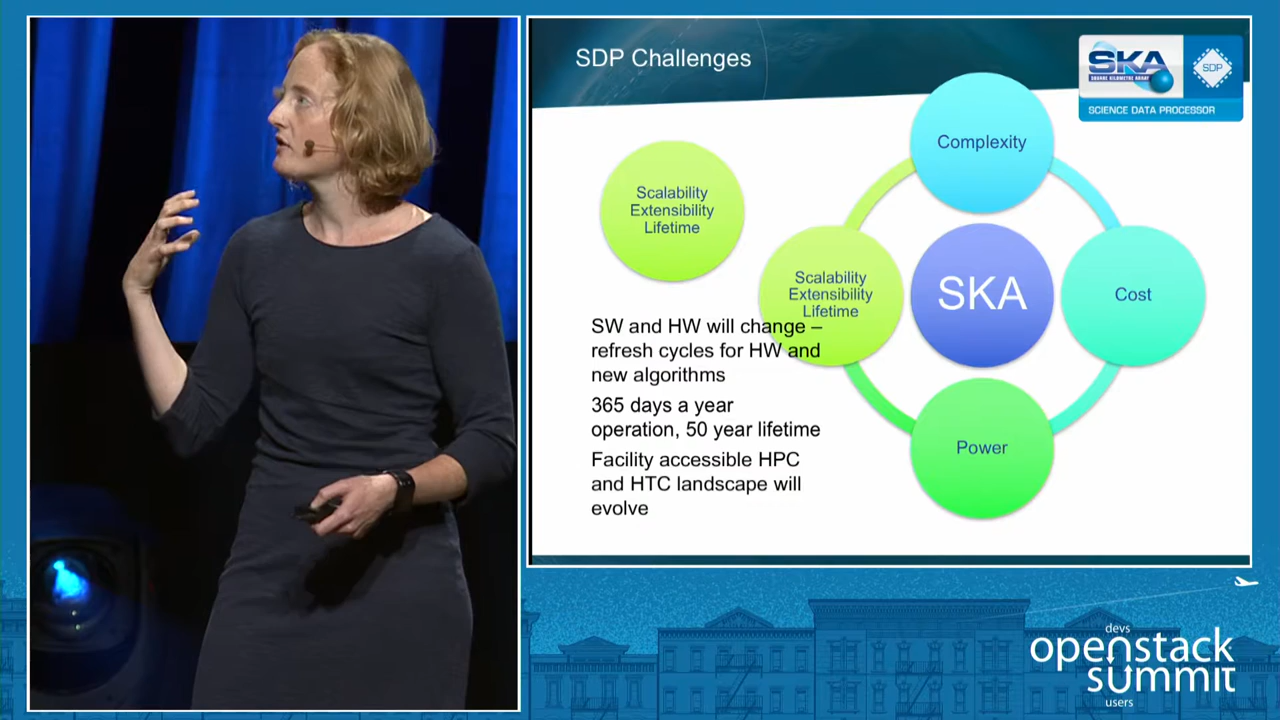 SDP Challenges
SKA
SQUARE KILOMETRE ARRAY
SDP
SCIENCE DATA PROCESSOR
Complexity
Scalability
Extensibility
Lifetime
Scalability
Extensibility
Lifetime
SKA
Cost
Power
SW and HW will change –
refresh cycles for HW and
new algorithms
365 days a year
operation, 50 year lifetime
Facility accessible HPC
and HTC landscape will
evolve
devs
openstack
summit
users